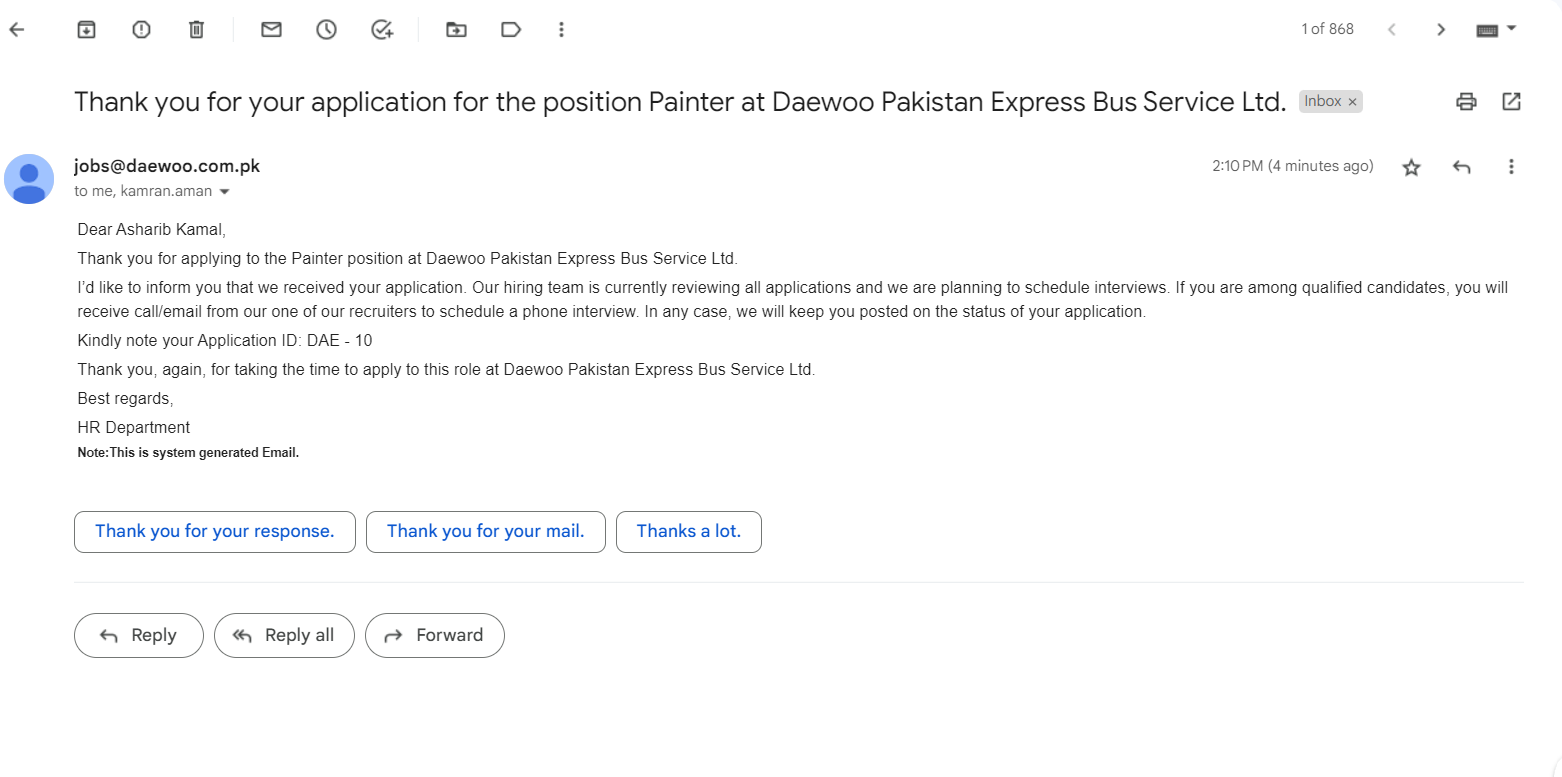 1 of 868
Thank you for your application for the position Painter at Daewoo Pakistan Express Bus Service Ltd. Inbox ×
jobs@daewoo.com.pk 2:10 PM (4 minutes ago)
to me, kamran.aman
Dear Asharib Kamal,
Thank you for applying to the Painter position at Daewoo Pakistan Express Bus Service Ltd.
I’d like to inform you that we received your application. Our hiring team is currently reviewing all applications and we are planning to schedule interviews. If you are among qualified candidates, you will
receive call/email from our one of our recruiters to schedule a phone interview. In any case, we will keep you posted on the status of your application.
Kindly note your Application ID: DAE - 10
Thank you, again, for taking the time to apply to this role at Daewoo Pakistan Express Bus Service Ltd.
Best regards,
HR Department
Note:This is system generated Email.
Thank you for your response. Thank you for your mail. Thanks a lot.
Reply Reply all Forward